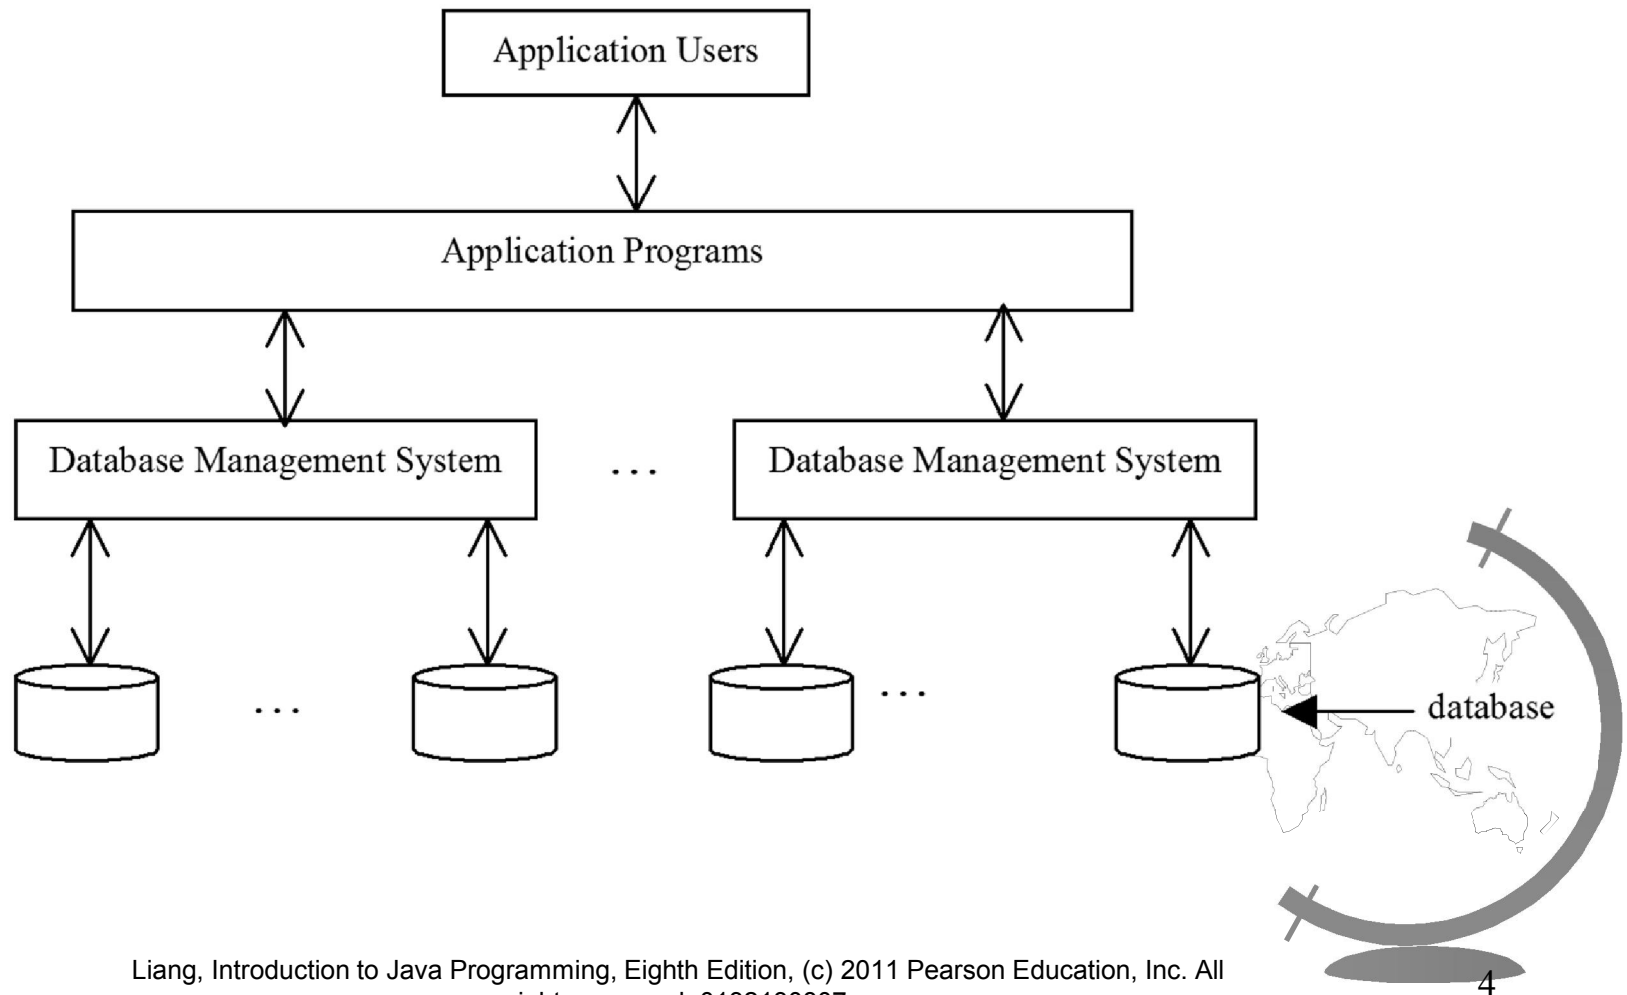 Application Users
Application Programs
Database Management System ... Database Management System
...
... database
Liang, Introduction to Java Programming, Eighth Edition, (c) 2011 Pearson Education, Inc. All
4